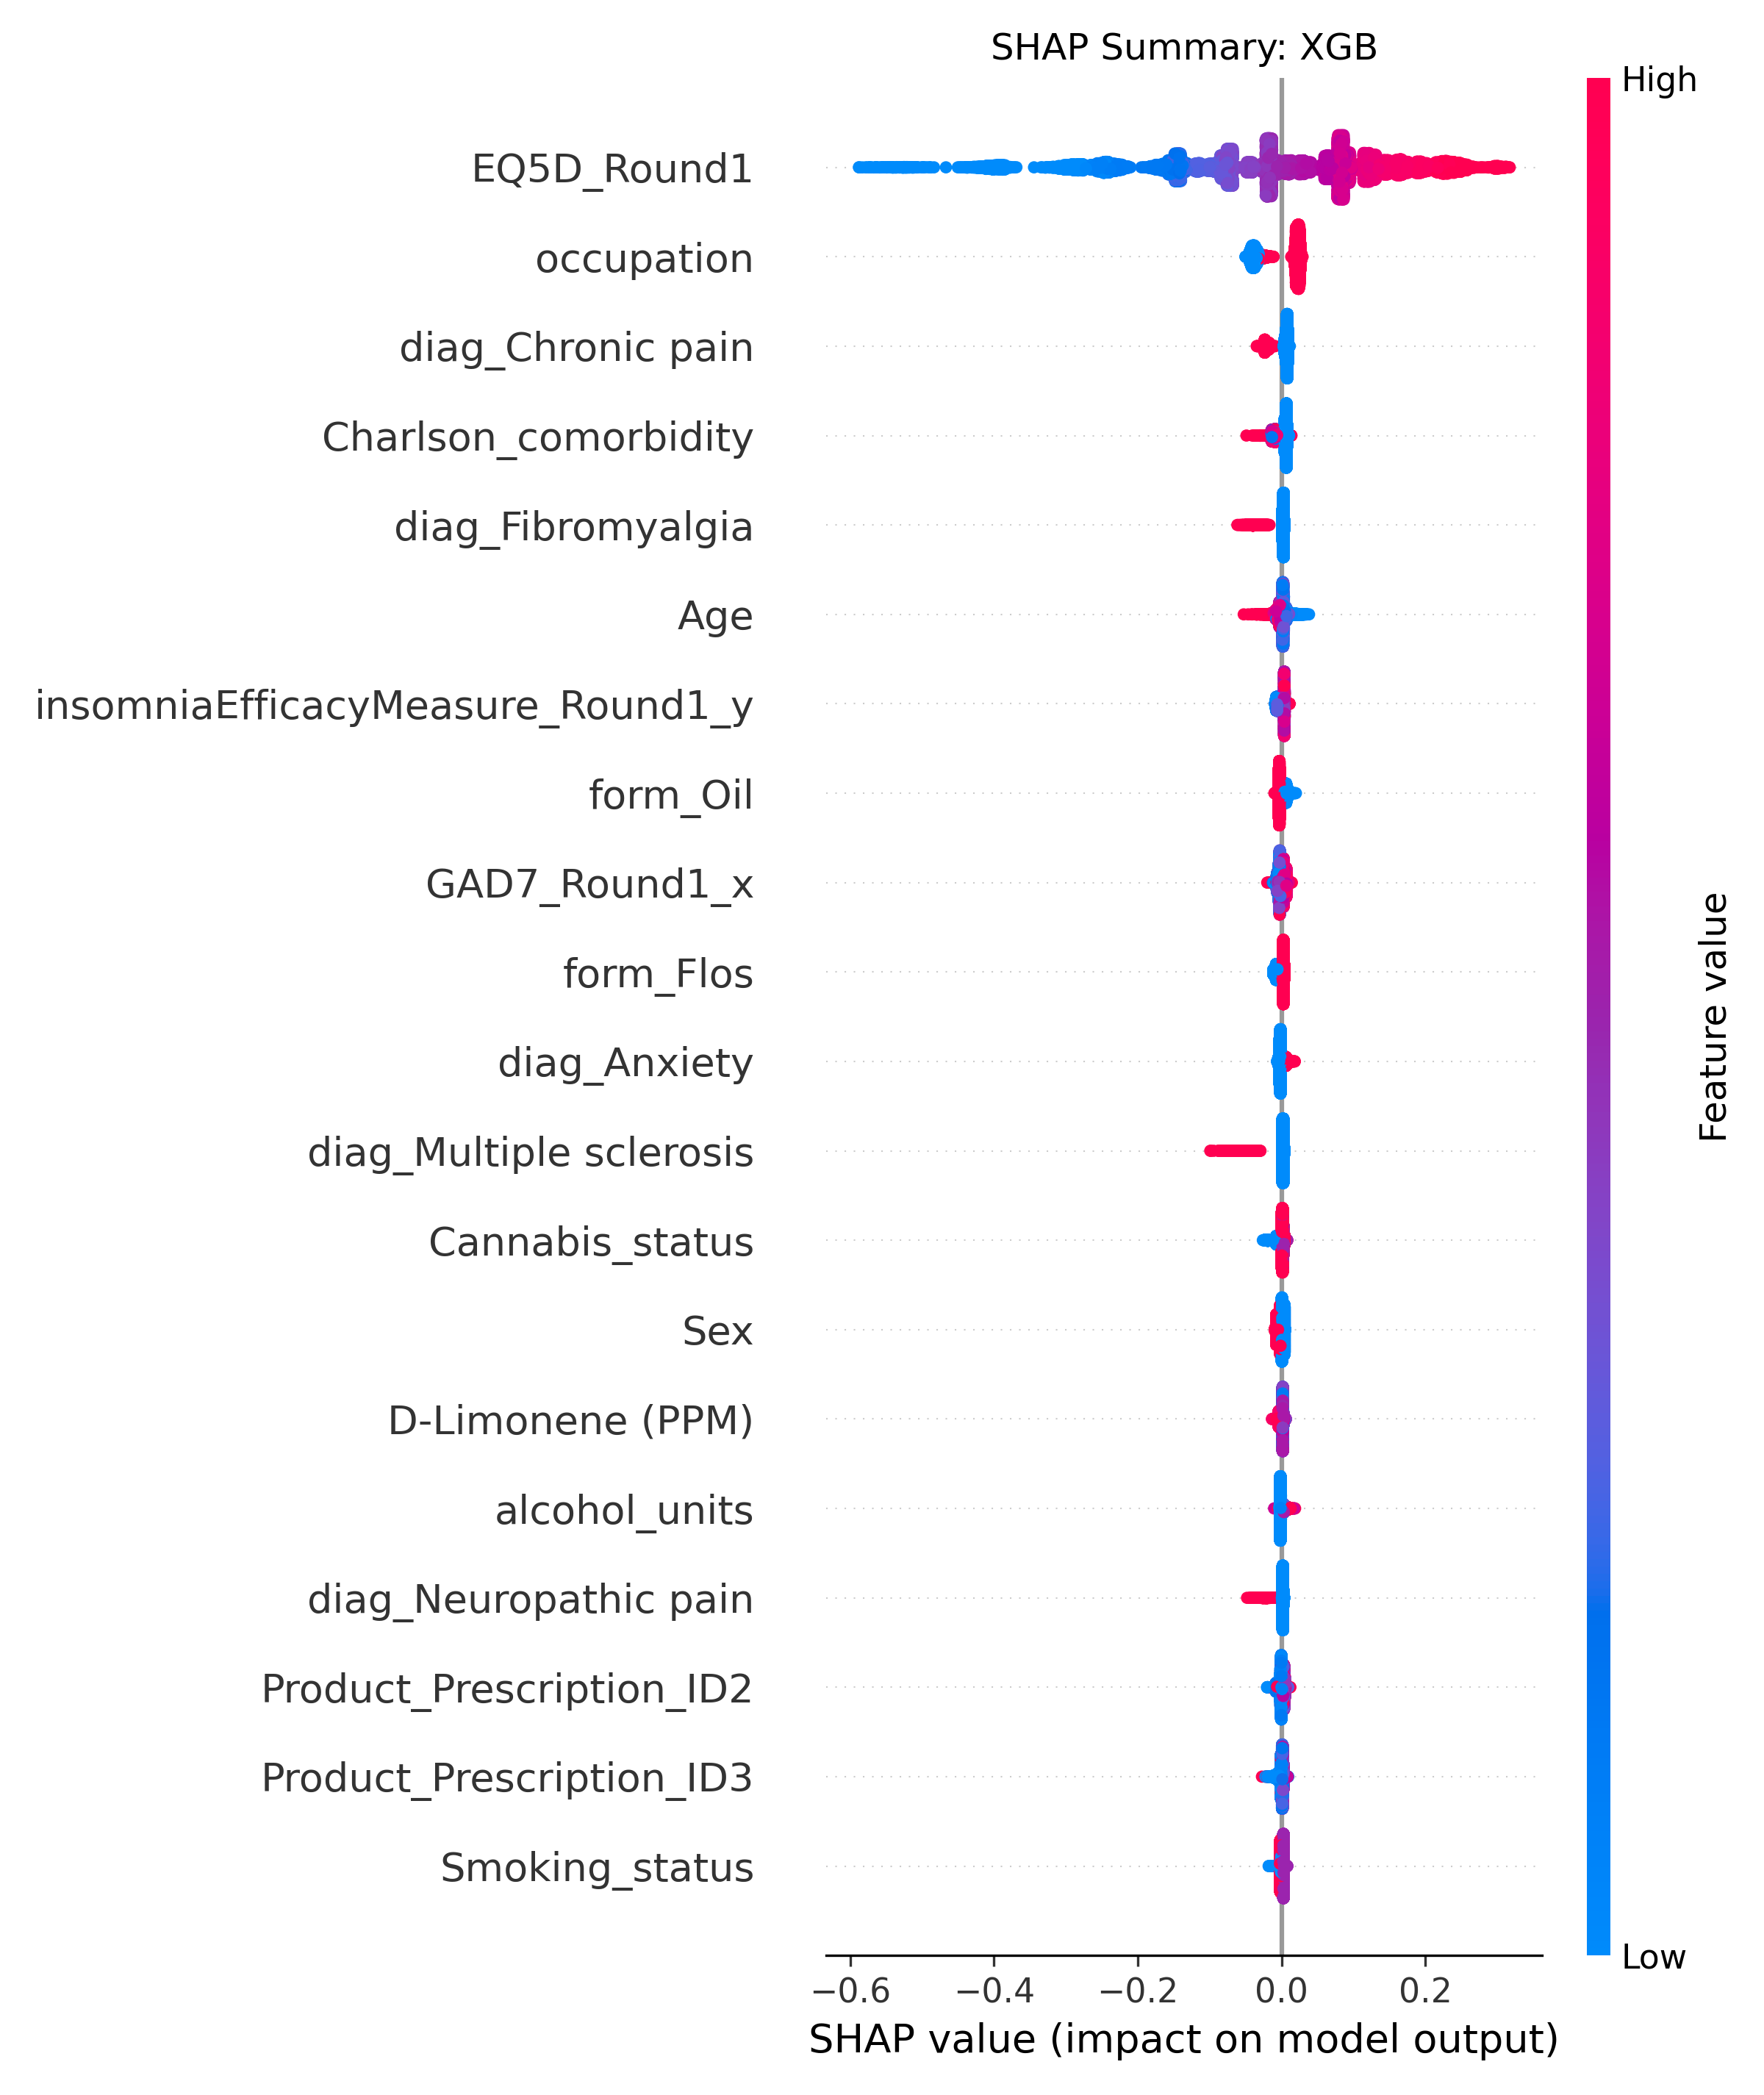 SHAP Summary: XGB
High
EQ5D_Round1
occupation
diag_Chronic pain
Charlson_comorbidity
diag_Fibromyalgia
Age
insomniaEfficacyMeasure_Round1_y
form_Oil
GAD7_Round1_x
form_Flos
diag_Anxiety
diag_Multiple sclerosis
Cannabis_status
Sex
D-Limonene (PPM)
alcohol_units
diag_Neuropathic pain
Product_Prescription_ID2
Product_Prescription_ID3
Smoking_status
Feature value
Low
−0.6 −0.4 −0.2 0.0 0.2
SHAP value (impact on model output)